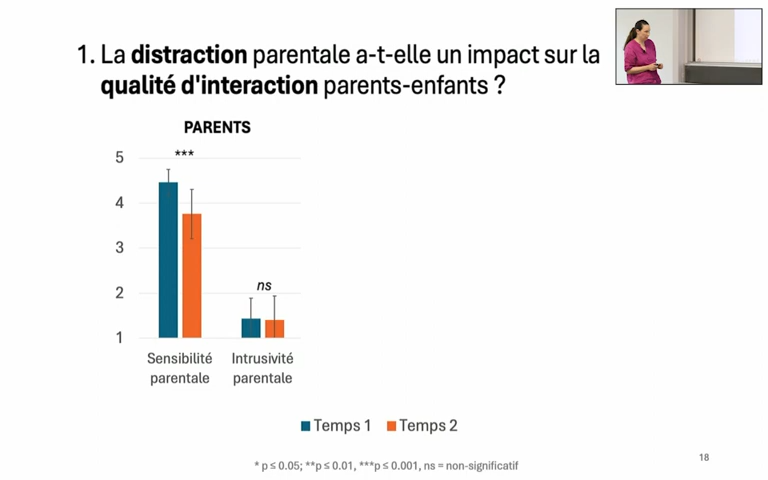 1. La distraction parentale a-t-elle un impact sur la
qualité d'interaction parents-enfants ?
PARENTS
5
***
4
3
2
ns
1
Sensibilité
parentale
Intrusivité
parentale
Temps 1
Temps 2
* p ≤ 0.05; **p ≤ 0.01, ***p ≤ 0.001, ns = non-significatif
18